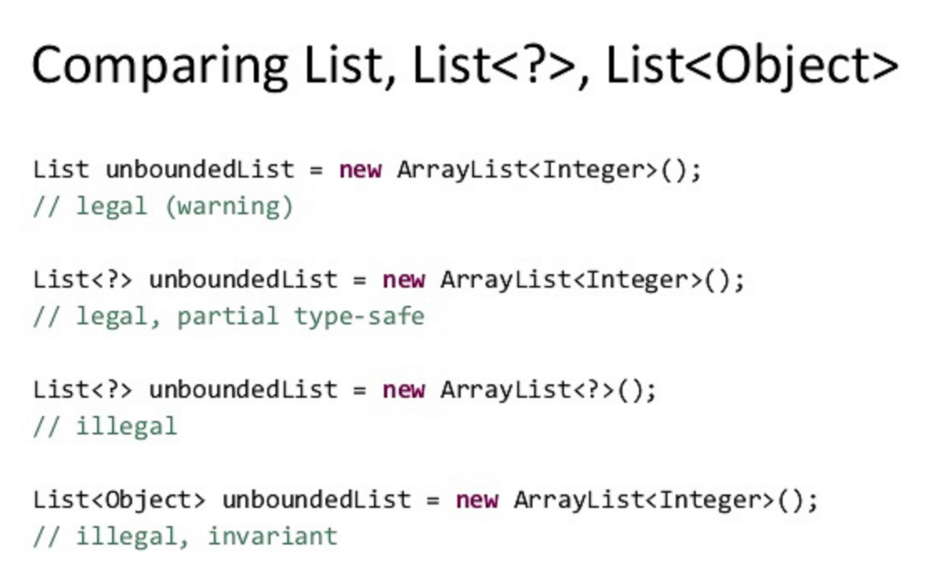 Comparing List, List<?>, List<Object>
List unboundedList = new ArrayList<Integer>();
// legal (warning)
List<?> unboundedList = new ArrayList<Integer>();
// legal, partial type-safe
List<?> unboundedList = new ArrayList<?>();
// illegal
List<Object> unboundedList = new ArrayList<Integer>();
// illegal, invariant